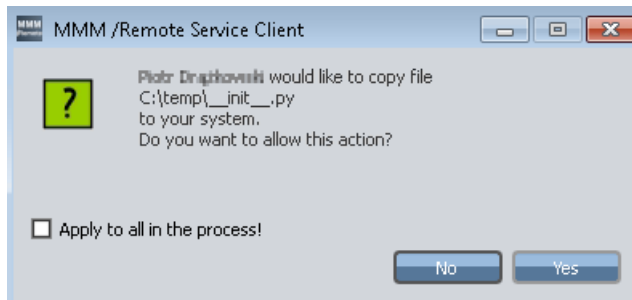 MMM /Remote Service Client
would like to copy file
C:\temp\__init__.py
to your system.
Do you want to allow this action?
Apply to all in the process!
No
Yes